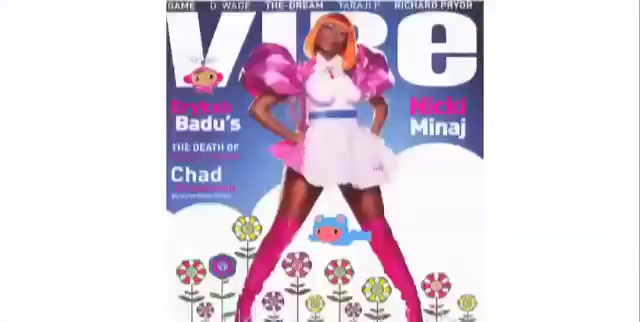 GAME D. WADE THE-DREAM TARAJI P RICHARD PRYOR
VIBE
Erykah
Badu's
Nicki
Minaj
THE DEATH OF
Chad